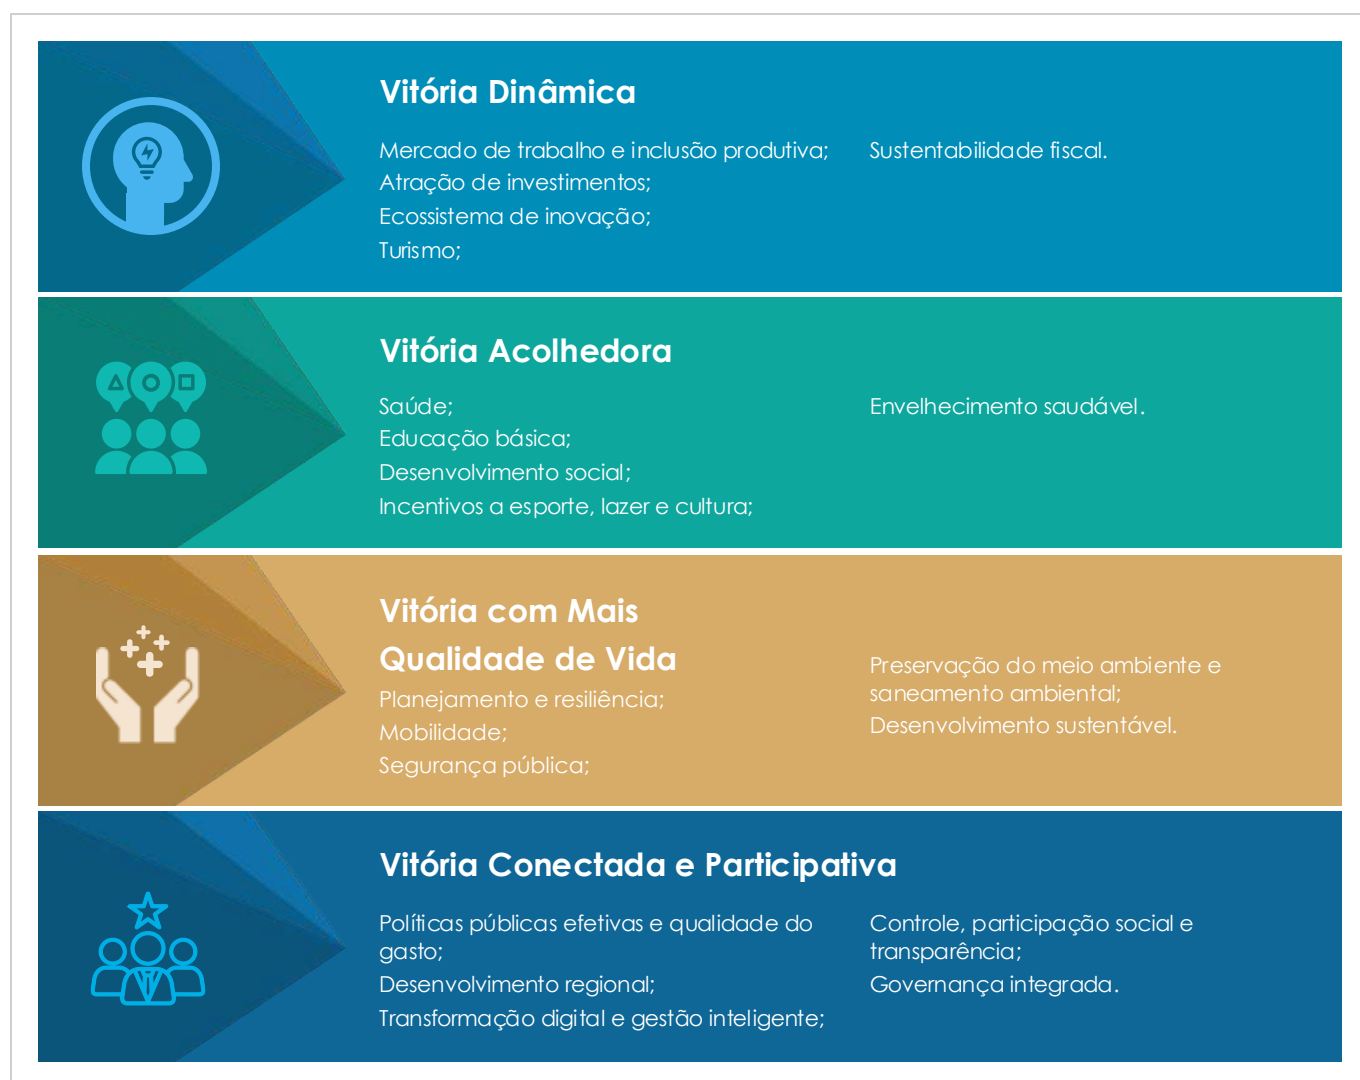 Vitória Dinâmica
Mercado de trabalho e inclusão produtiva;
Atração de investimentos;
Ecossistema de inovação;
Turismo;
Sustentabilidade fiscal.
Vitória Acolhedora
Saúde;
Educação básica;
Desenvolvimento social;
Incentivos a esporte, lazer e cultura;
Envelhecimento saudável.
Vitória com Mais
Qualidade de Vida
Planejamento e resiliência;
Mobilidade;
Segurança pública;
Preservação do meio ambiente e
saneamento ambiental;
Desenvolvimento sustentável.
Vitória Conectada e Participativa
Políticas públicas efetivas e qualidade do
gasto;
Desenvolvimento regional;
Transformação digital e gestão inteligente;
Controle, participação social e
transparência;
Governança integrada.